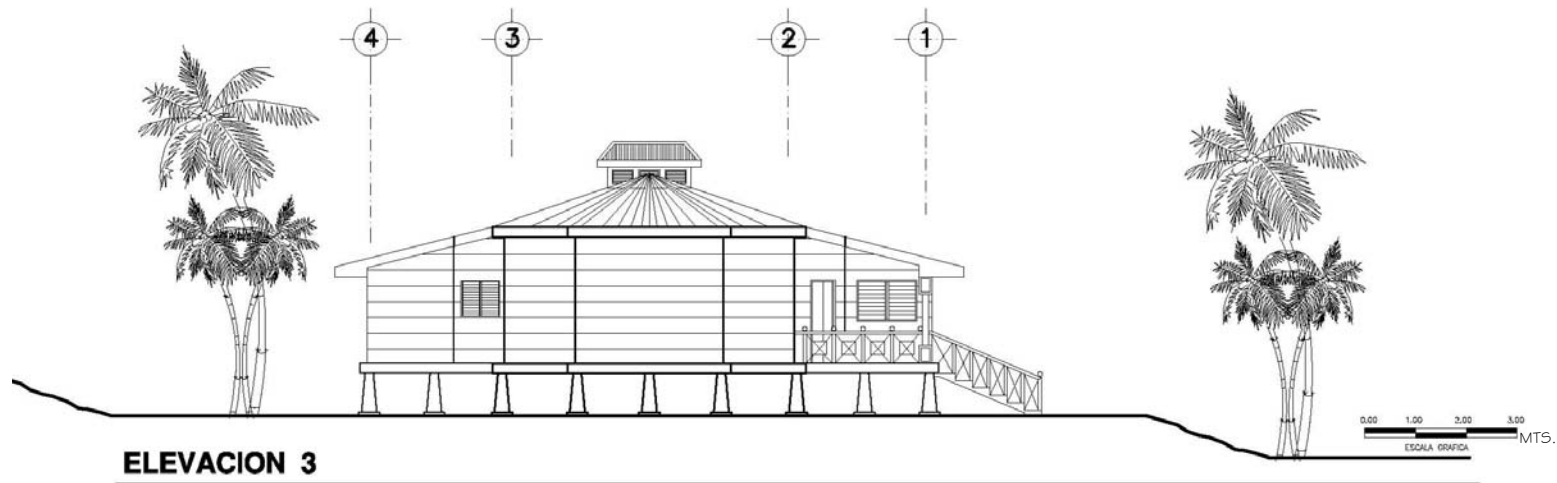 4 3 2 1
0.00 1.00 2.00 3.00
MTS.
ESCALA GRAFICA
ELEVACION 3